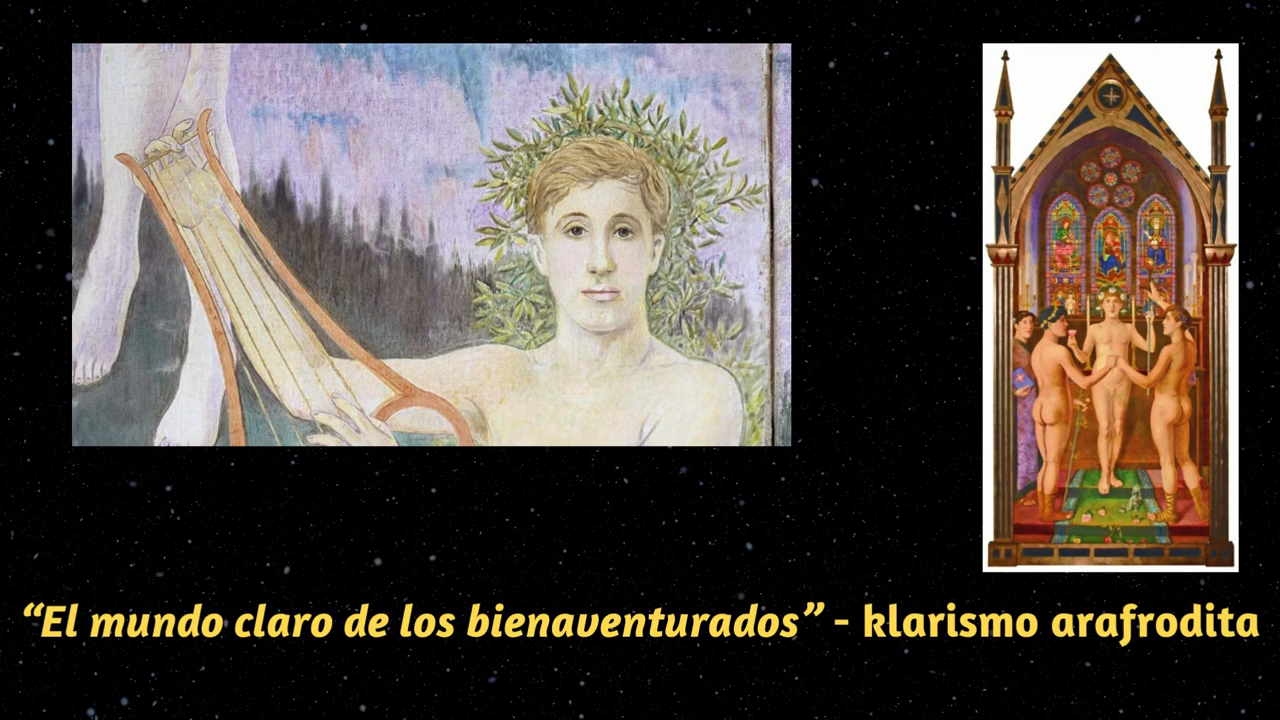 “El mundo claro de los bienaventurados” - klarismo arafrodita